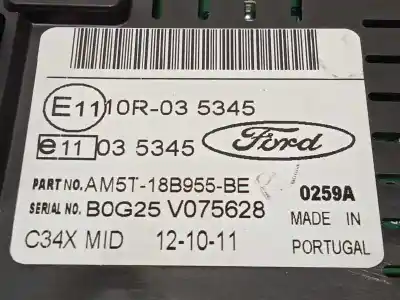 E11 10R-03 5345
e11 03 5345
Ford
PART NO. AM5T-18B955-BE
0259A
SERIAL NO. B0G25 V075628
MADE IN
C34X MID 12-10-11
PORTUGAL